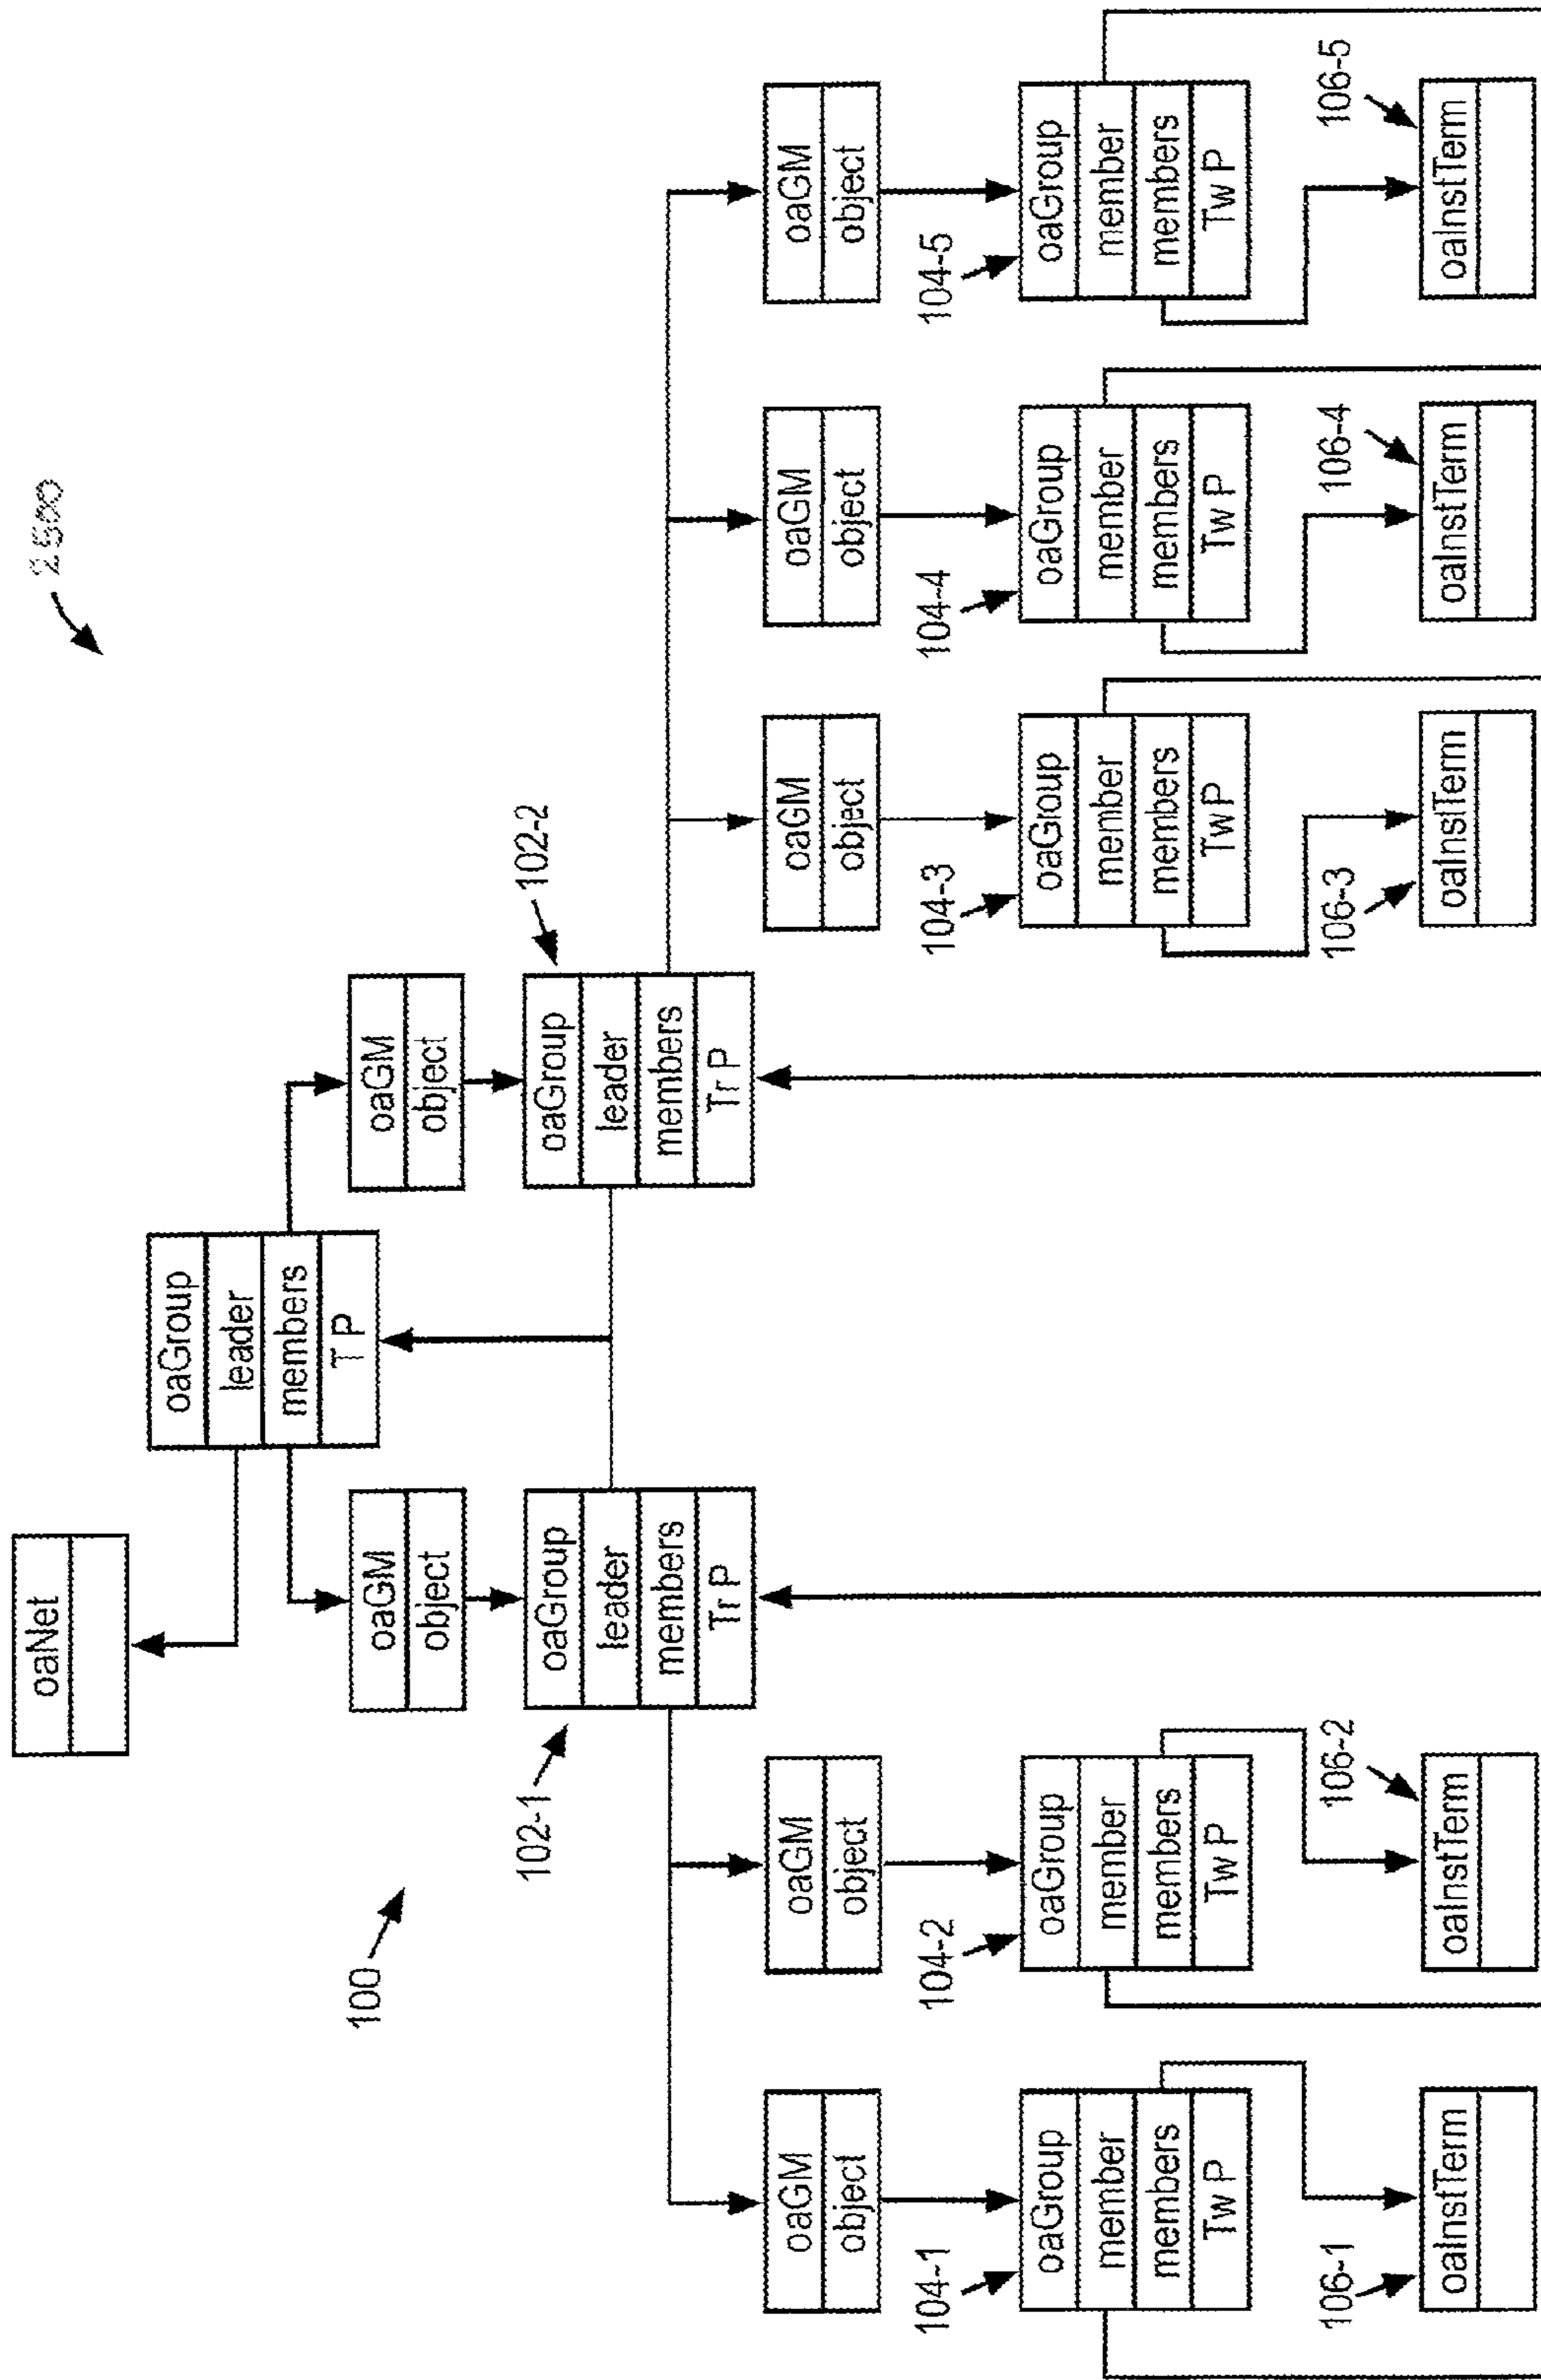 2500
oaNet
oaGroup
leader
members
T P
100
oaGM
object
oaGM
object
102-1
oaGroup
leader
members
Tr P
102-2
oaGroup
leader
members
Tr P
oaGM
object
oaGM
object
oaGM
object
oaGM
object
oaGM
object
104-1
oaGroup
member
members
Tw P
104-2
oaGroup
member
members
Tw P
104-3
oaGroup
member
members
Tw P
104-4
oaGroup
member
members
Tw P
104-5
oaGroup
member
members
Tw P
106-1
oaInstTerm
106-2
oaInstTerm
106-3
oaInstTerm
106-4
oaInstTerm
106-5
oaInstTerm